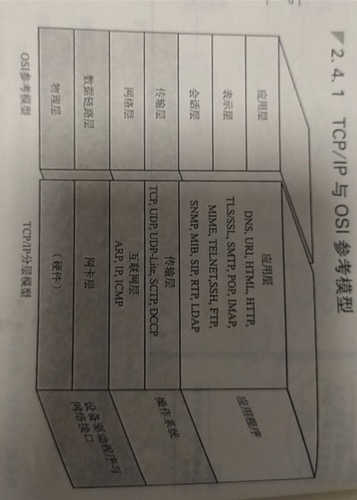 2.4.1 TCP/IP 与 OSI 参考模型
应用层
表示层
会话层
传输层
网络层
数据链路层
物理层
OSI参考模型
应用层
DNS, URI, HTML, HTTP,
TLS/SSL, SMTP, POP, IMAP,
MIME, TELNET,SSH, FTP,
SNMP, MIB, SIP, RTP, LDAP
传输层
TCP, UDP, UDP-Lite, SCTP, DCCP
互联网层
ARP, IP, ICMP
网卡层
(硬件)
TCP/IP分层模型
应用程序
操作系统
设备驱动程序与
网络接口